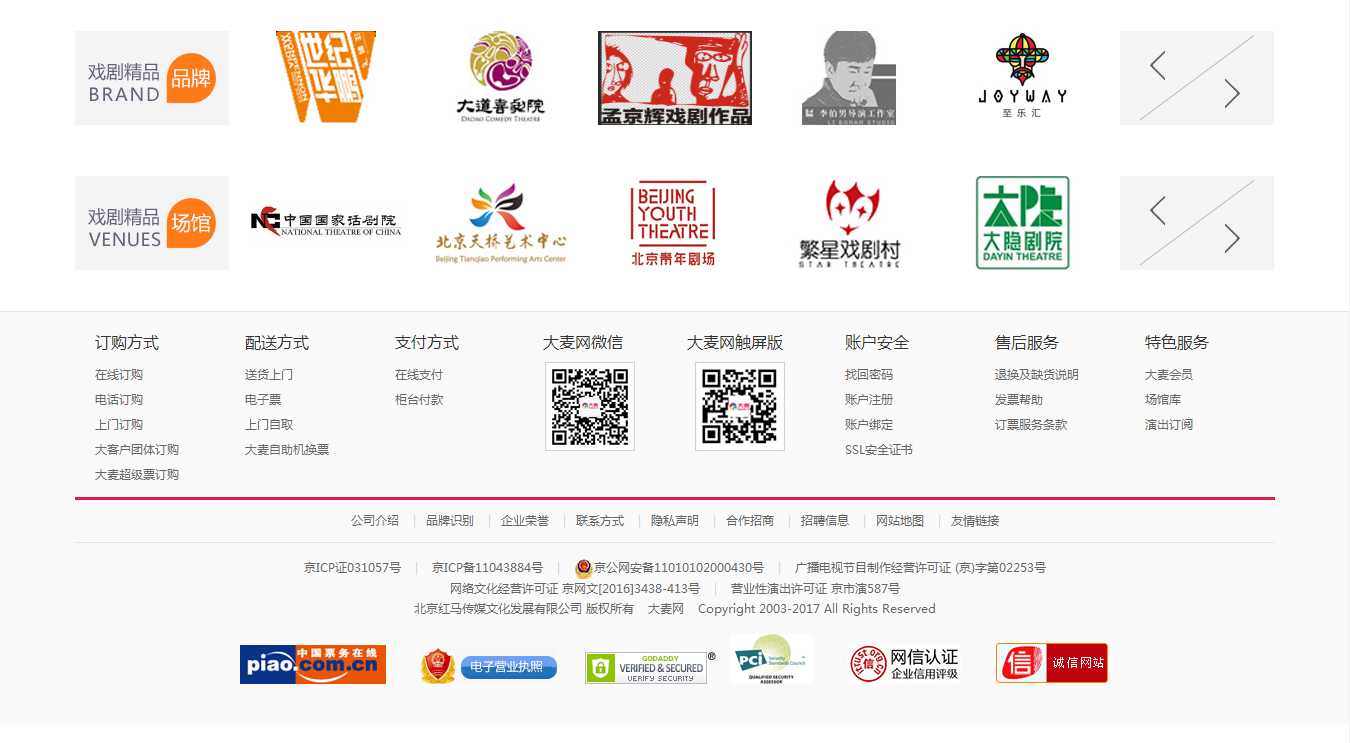 戏剧精品 品牌
BRAND
世纪华鹏
大道喜剧院
DADAO COMEDY THEATRE
孟京辉戏剧作品
李伯男导演工作室
LI BONAN STUDIO
JOYWAY
至乐汇
戏剧精品 场馆
VENUES
中国国家话剧院
NATIONAL THEATRE OF CHINA
北京天桥艺术中心
Beijing Tianqiao Performing Arts Center
BEIJING
YOUTH
THEATRE
北京青年剧场
繁星戏剧村
STAR THEATRE
大隐
大隐剧院
DAYIN THEATRE
订购方式 配送方式 支付方式 大麦网微信 大麦网触屏版 账户安全 售后服务 特色服务
在线订购 送货上门 在线支付 找回密码 退换及缺货说明 大麦会员
电话订购 电子票 柜台付款 账户注册 发票帮助 场馆库
上门订购 上门自取 账户绑定 订票服务条款 演出订阅
大客户团体订购 大麦自助机换票 SSL安全证书
大麦超级票订购
公司介绍 | 品牌识别 | 企业荣誉 | 联系方式 | 隐私声明 | 合作招商 | 招聘信息 | 网站地图 | 友情链接
京ICP证031057号 | 京ICP备11043884号 | 京公网安备11010102000430号 | 广播电视节目制作经营许可证 (京)字第02253号
网络文化经营许可证 京网文[2016]3438-413号 | 营业性演出许可证 京市演587号
北京红马传媒文化发展有限公司 版权所有 大麦网 Copyright 2003-2017 All Rights Reserved
中国票务在线
piao.com.cn
电子营业执照
GODADDY
VERIFIED & SECURED
VERIFY SECURITY
PCI Security Standards Council
QUALIFIED SECURITY
ASSESSOR
网信认证
企业信用评级
信 诚信网站